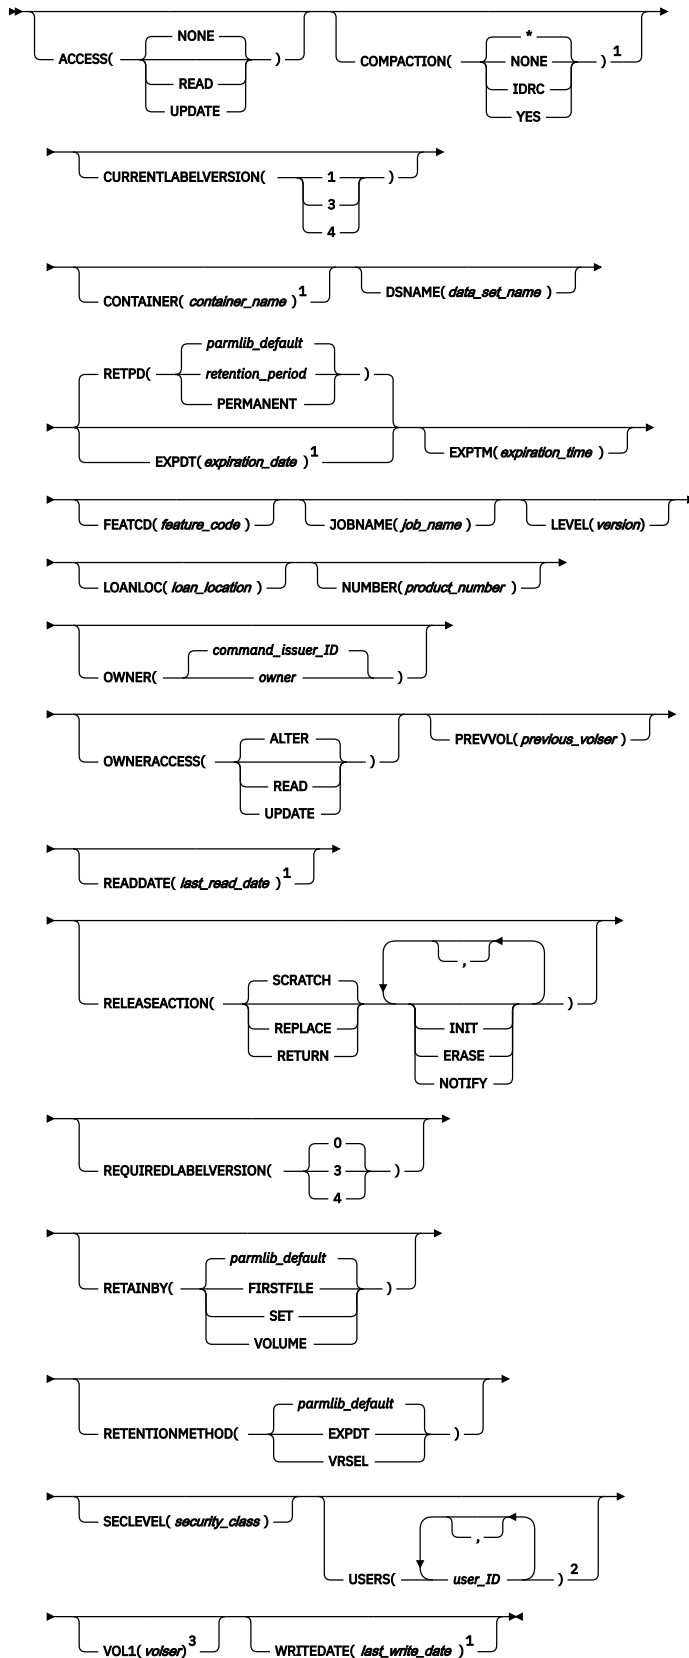 NONE
ACCESS( )
READ
UPDATE
*
COMPACTION( NONE ) 1
IDRC
YES
CURRENTLABELVERSION( 1 )
3
4
CONTAINER( container_name ) 1
DSNAME( data_set_name )
parmlib_default
RETPD( retention_period )
PERMANENT
EXPDT( expiration_date ) 1
EXPTM( expiration_time )
FEATCD( feature_code ) JOBNAME( job_name ) LEVEL( version)
LOANLOC( loan_location ) NUMBER( product_number )
command_issuer_ID
OWNER( owner )
ALTER
OWNERACCESS( )
READ
UPDATE
PREVVOL( previous_volser )
READDATE( last_read_date ) 1
SCRATCH
,
RELEASEACTION( )
REPLACE
RETURN
INIT
ERASE
NOTIFY
0
REQUIREDLABELVERSION( 3 )
4
parmlib_default
RETAINBY( FIRSTFILE )
SET
VOLUME
parmlib_default
RETENTIONMETHOD( EXPDT )
VRSEL
SECLEVEL( security_class )
,
USERS( user_ID ) 2
VOL1( volser) 3
WRITEDATE( last_write_date ) 1